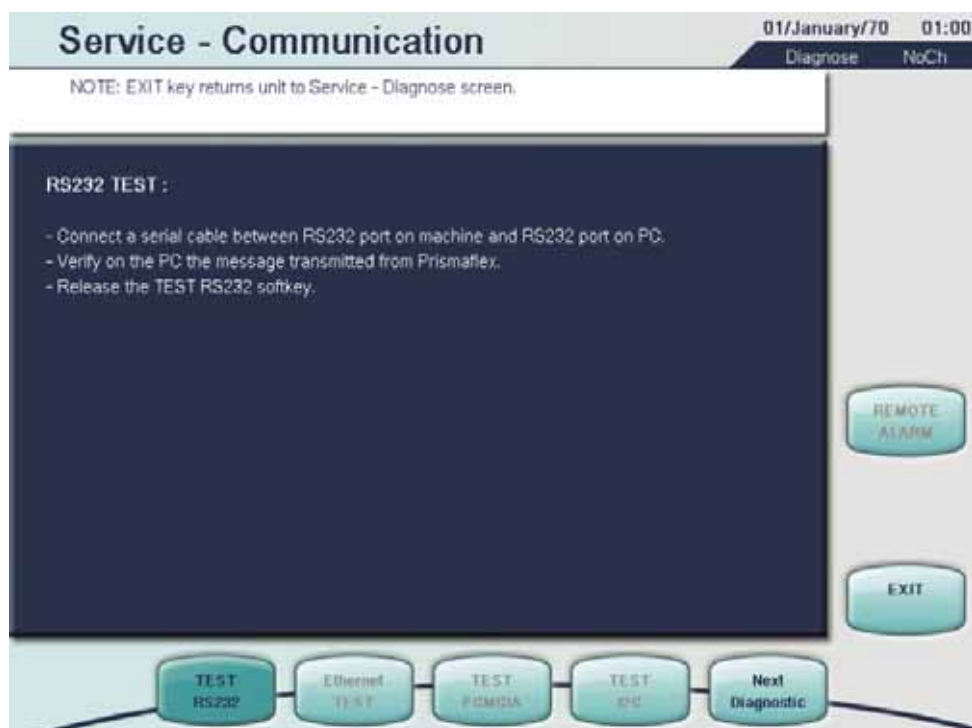 Service - Communication
01/January/70 01:00
Diagnose NoCh
NOTE: EXIT key returns unit to Service - Diagnose screen.
RS232 TEST :
- Connect a serial cable between RS232 port on machine and RS232 port on PC.
- Verify on the PC the message transmitted from Prismaflex.
- Release the TEST RS232 softkey.
REMOTE
ALARM
EXIT
TEST
RS232
Ethernet
TEST
TEST
PCMCIA
TEST
I2C
Next
Diagnostic